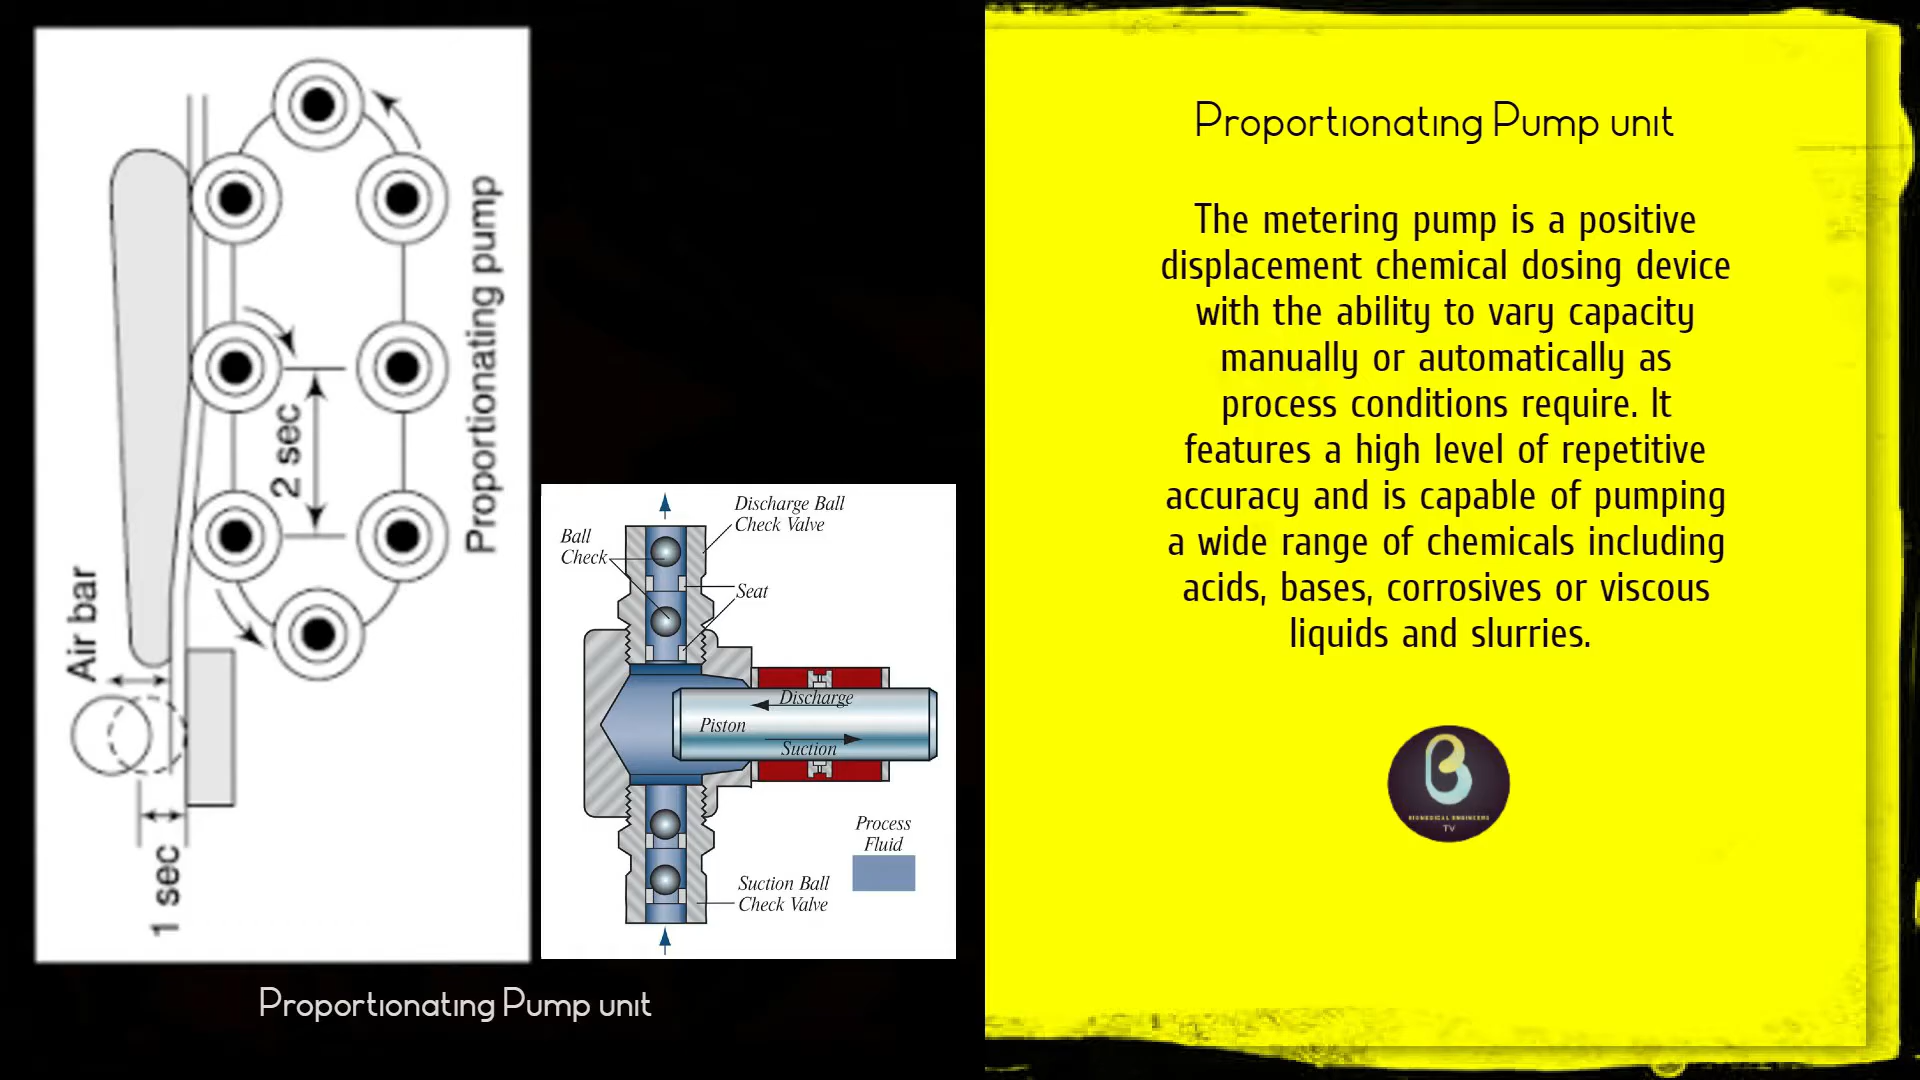 Proportionating pump
2 sec
Air bar
1 sec
Discharge Ball
Check Valve
Ball
Check
Seat
Discharge
Piston
Suction
Process
Fluid
Suction Ball
Check Valve
Proportionating Pump unit
Proportionating Pump unit
The metering pump is a positive
displacement chemical dosing device
with the ability to vary capacity
manually or automatically as
process conditions require. It
features a high level of repetitive
accuracy and is capable of pumping
a wide range of chemicals including
acids, bases, corrosives or viscous
liquids and slurries.
BIOMEDICAL ENGINEERS
TV